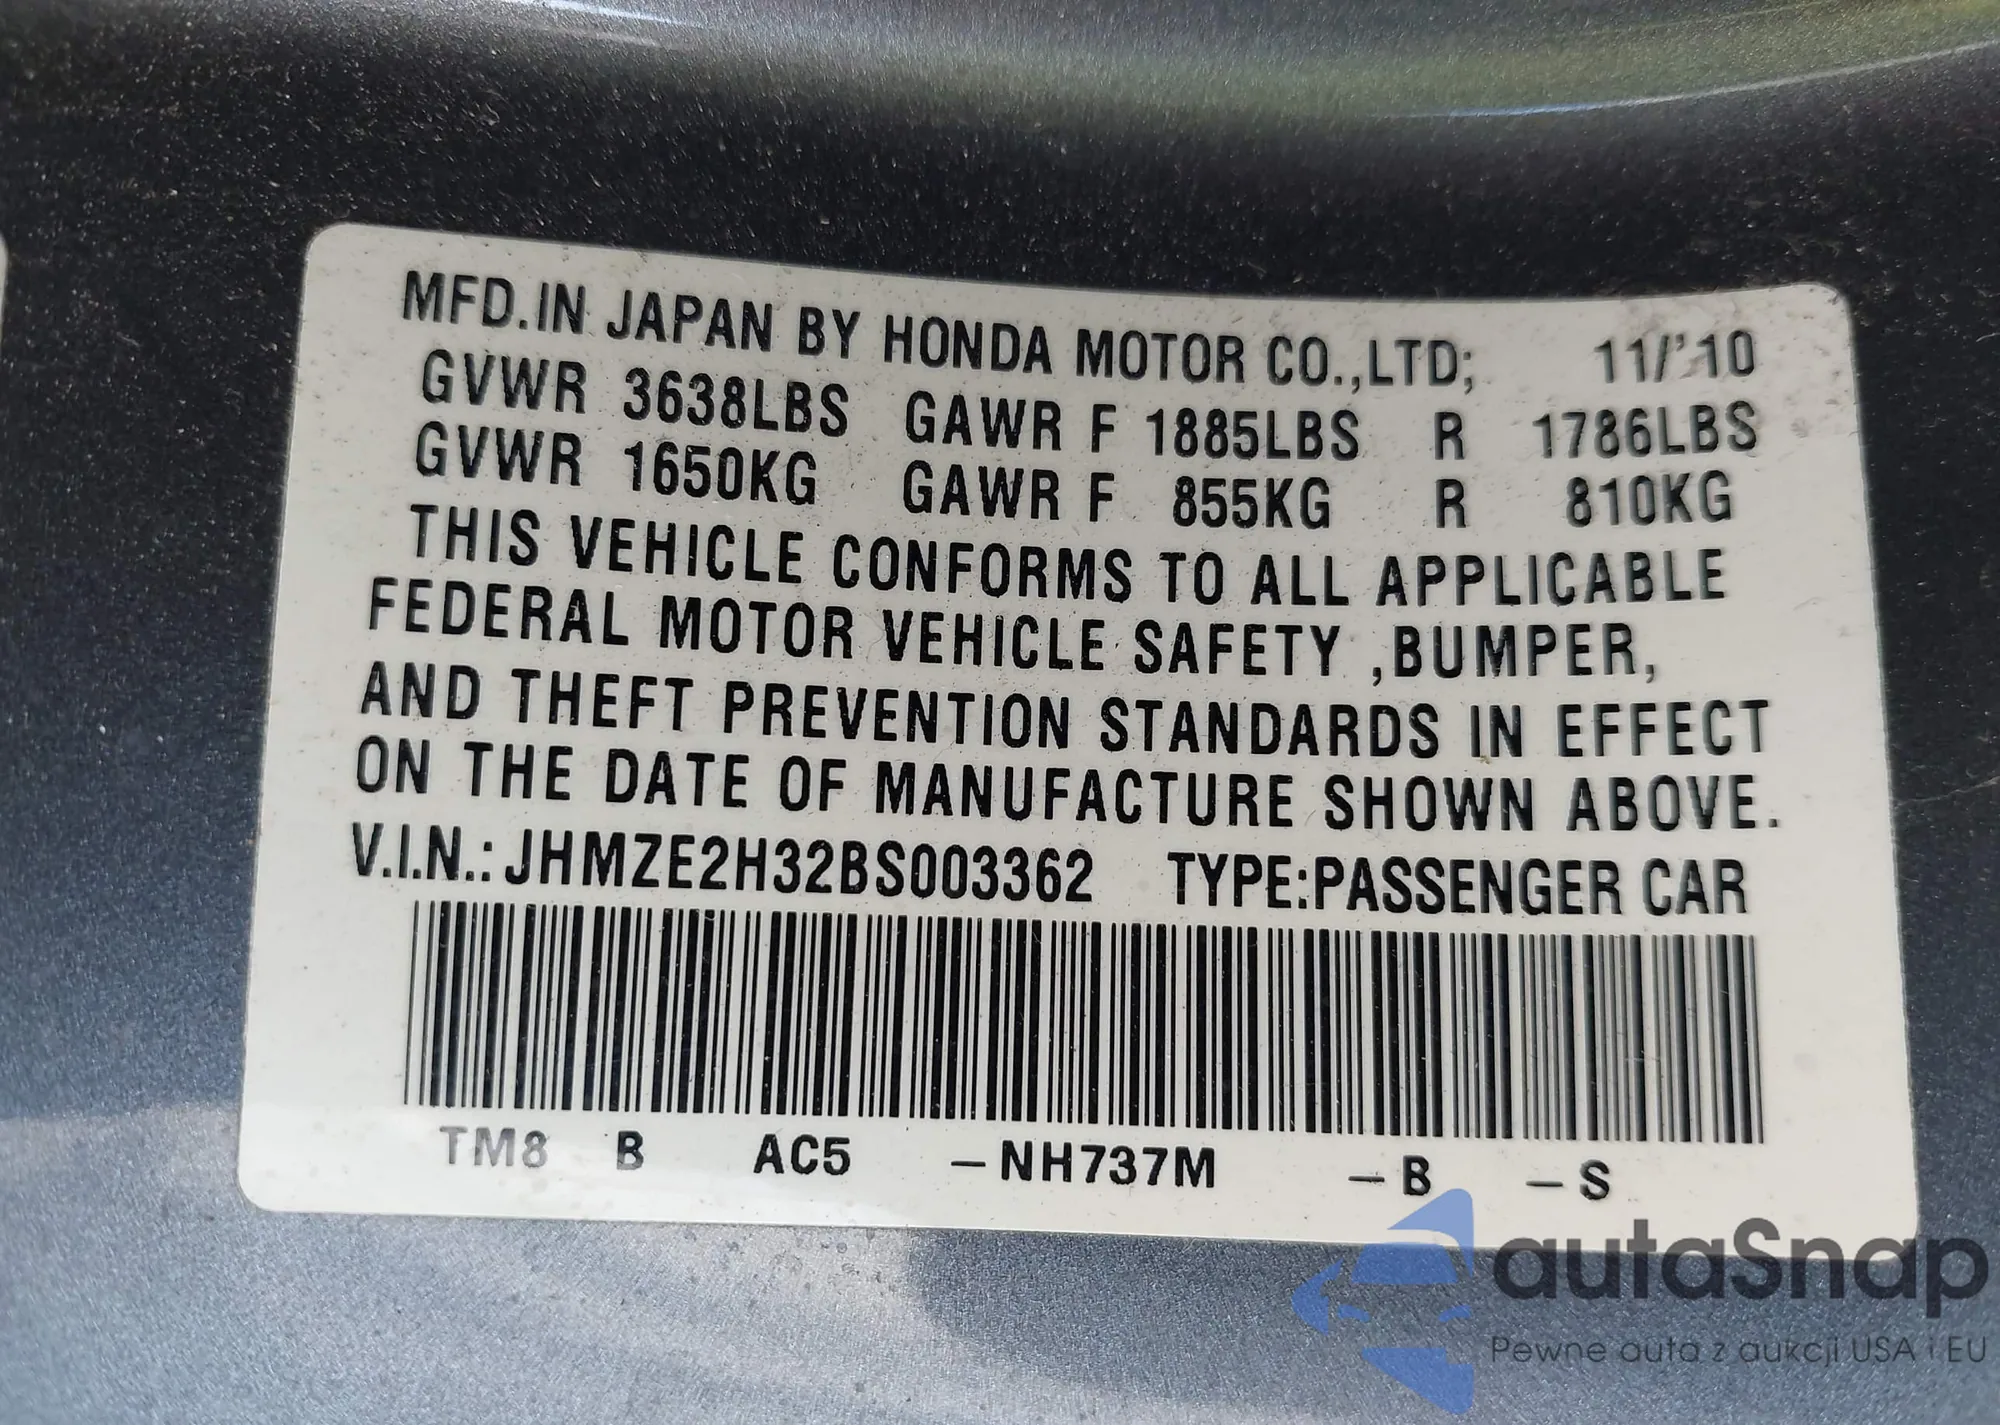 MFD.IN JAPAN BY HONDA MOTOR CO.,LTD; 11/'10
GVWR 3638LBS GAWR F 1885LBS R 1786LBS
GVWR 1650KG GAWR F 855KG R 810KG
THIS VEHICLE CONFORMS TO ALL APPLICABLE
FEDERAL MOTOR VEHICLE SAFETY ,BUMPER,
AND THEFT PREVENTION STANDARDS IN EFFECT
ON THE DATE OF MANUFACTURE SHOWN ABOVE.
V.I.N.: JHMZE2H32BS003362 TYPE:PASSENGER CAR
TM8 B AC5 –NH737M –B –S
autaSnap
Pewne auta z aukcji USA i EU